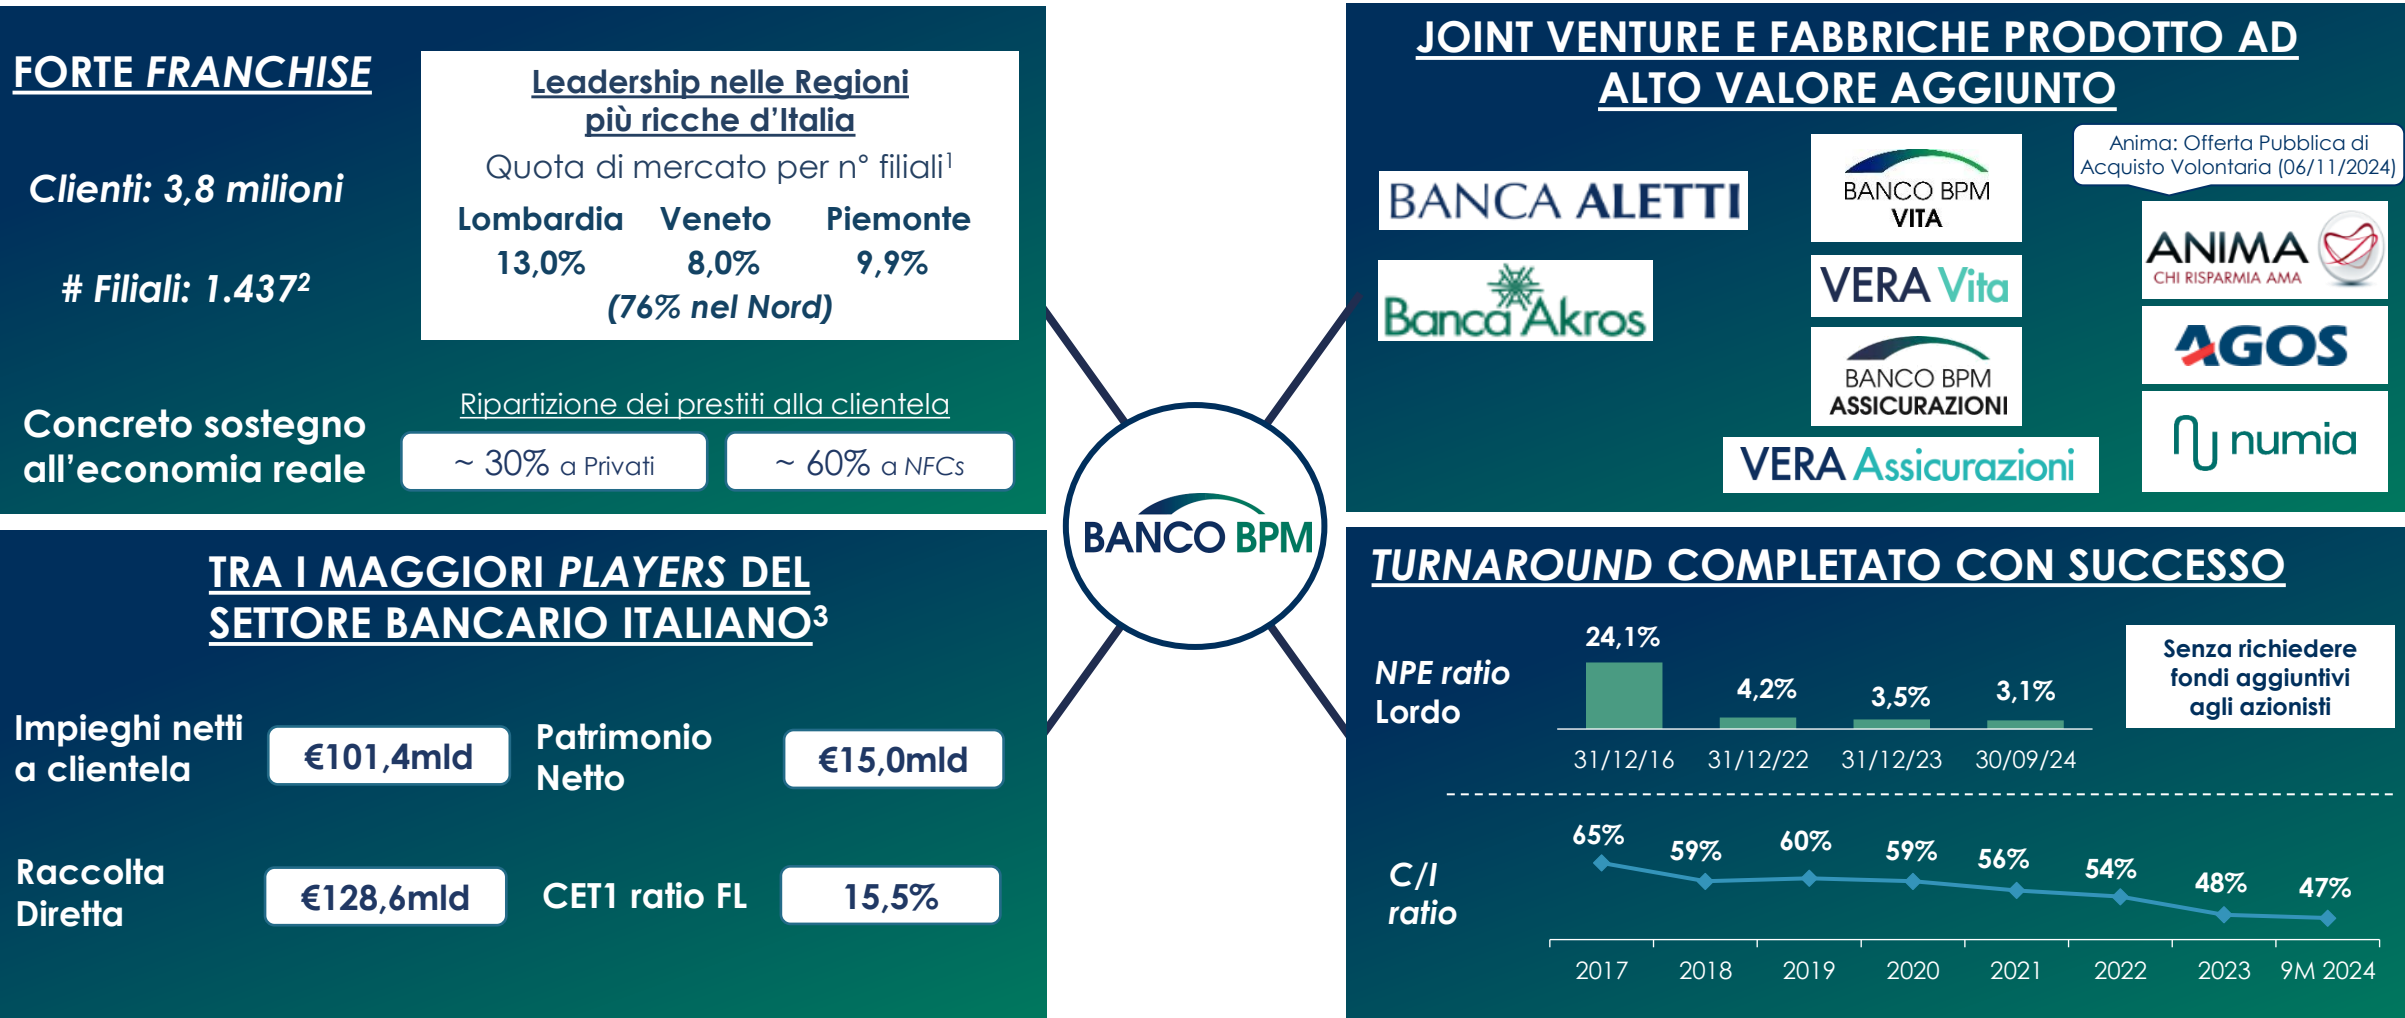 FORTE FRANCHISE
Clienti: 3,8 milioni
# Filiali: 1.437²
Leadership nelle Regioni
più ricche d'Italia
Quota di mercato per n° filiali¹
Lombardia Veneto Piemonte
13,0% 8,0% 9,9%
(76% nel Nord)
Concreto sostegno
all'economia reale
Ripartizione dei prestiti alla clientela
~ 30% a Privati ~ 60% a NFCs
JOINT VENTURE E FABBRICHE PRODOTTO AD
ALTO VALORE AGGIUNTO
BANCA ALETTI
Banca Akros
BANCO BPM
VITA
VERA Vita
BANCO BPM
ASSICURAZIONI
VERA Assicurazioni
Anima: Offerta Pubblica di
Acquisto Volontaria (06/11/2024)
ANIMA
CHI RISPARMIA AMA
AGOS
numia
BANCO BPM
TRA I MAGGIORI PLAYERS DEL
SETTORE BANCARIO ITALIANO³
Impieghi netti
a clientela
€101,4mld
Patrimonio
Netto
€15,0mld
Raccolta
Diretta
€128,6mld
CET1 ratio FL
15,5%
TURNAROUND COMPLETATO CON SUCCESSO
NPE ratio
Lordo
24,1% 4,2% 3,5% 3,1%
31/12/16 31/12/22 31/12/23 30/09/24
Senza richiedere
fondi aggiuntivi
agli azionisti
C/I
ratio
65% 59% 60% 59% 56% 54% 48% 47%
2017 2018 2019 2020 2021 2022 2023 9M 2024